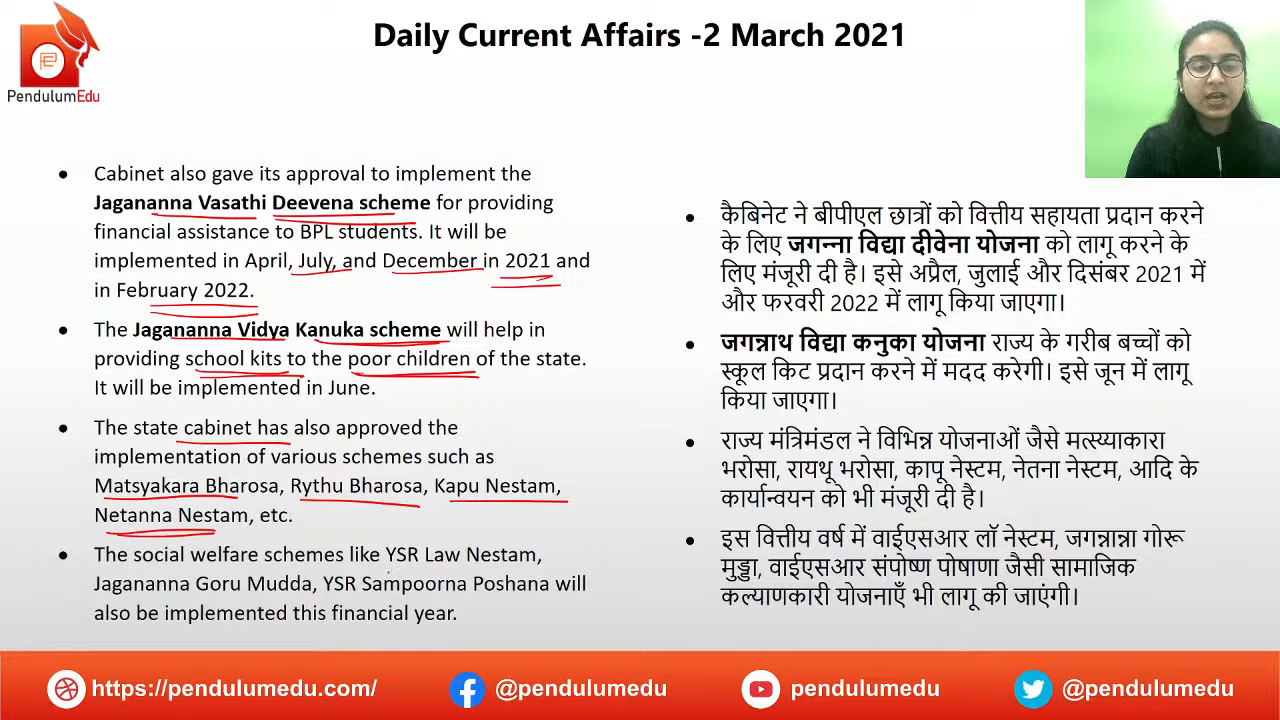 Daily Current Affairs -2 March 2021
PendulumEdu
• Cabinet also gave its approval to implement the
Jagananna Vasathi Deevena scheme for providing
financial assistance to BPL students. It will be
implemented in April, July, and December in 2021 and
in February 2022.
• The Jagananna Vidya Kanuka scheme will help in
providing school kits to the poor children of the state.
It will be implemented in June.
• The state cabinet has also approved the
implementation of various schemes such as
Matsyakara Bharosa, Rythu Bharosa, Kapu Nestam,
Netanna Nestam, etc.
• The social welfare schemes like YSR Law Nestam,
Jagananna Goru Mudda, YSR Sampoorna Poshana will
also be implemented this financial year.
• कैबिनेट ने बीपीएल छात्रों को वित्तीय सहायता प्रदान करने
के लिए जगन्ना विद्या दीवेना योजना को लागू करने के
लिए मंजूरी दी है। इसे अप्रैल, जुलाई और दिसंबर 2021 में
और फरवरी 2022 में लागू किया जाएगा।
• जगन्नाथ विद्या कनुका योजना राज्य के गरीब बच्चों को
स्कूल किट प्रदान करने में मदद करेगी। इसे जून में लागू
किया जाएगा।
• राज्य मंत्रिमंडल ने विभिन्न योजनाओं जैसे मत्स्य्याकारा
भरोसा, रायथू भरोसा, कापू नेस्टम, नेतना नेस्टम, आदि के
कार्यान्वयन को भी मंजूरी दी है।
• इस वित्तीय वर्ष में वाईएसआर लॉ नेस्टम, जगन्नान्ना गोरू
मुड्डा, वाईएसआर संपोष्ण पोषाणा जैसी सामाजिक
कल्याणकारी योजनाएँ भी लागू की जाएंगी।
https://pendulumedu.com/
@pendulumedu
pendulumedu
@pendulumedu